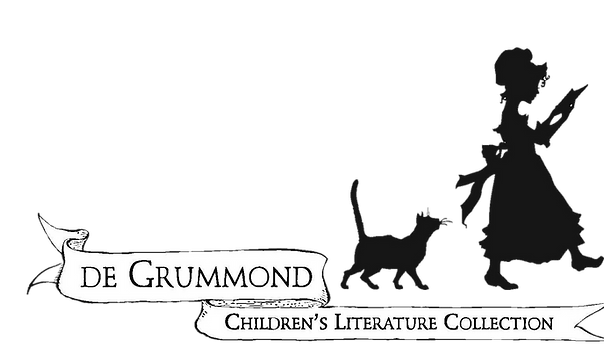 DE GRUMMOND
CHILDREN'S LITERATURE COLLECTION